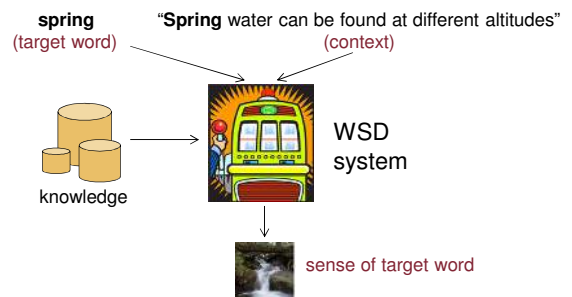 spring
(target word)
“Spring water can be found at different altitudes”
(context)
WSD
system
knowledge
sense of target word